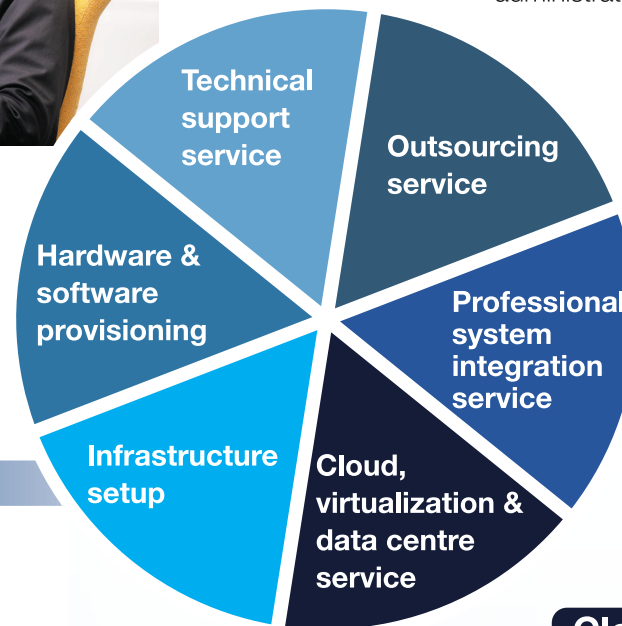 Technical
support
service
Outsourcing
service
Hardware &
software
provisioning
Professional
system
integration
service
Infrastructure
setup
Cloud,
virtualization &
data centre
service